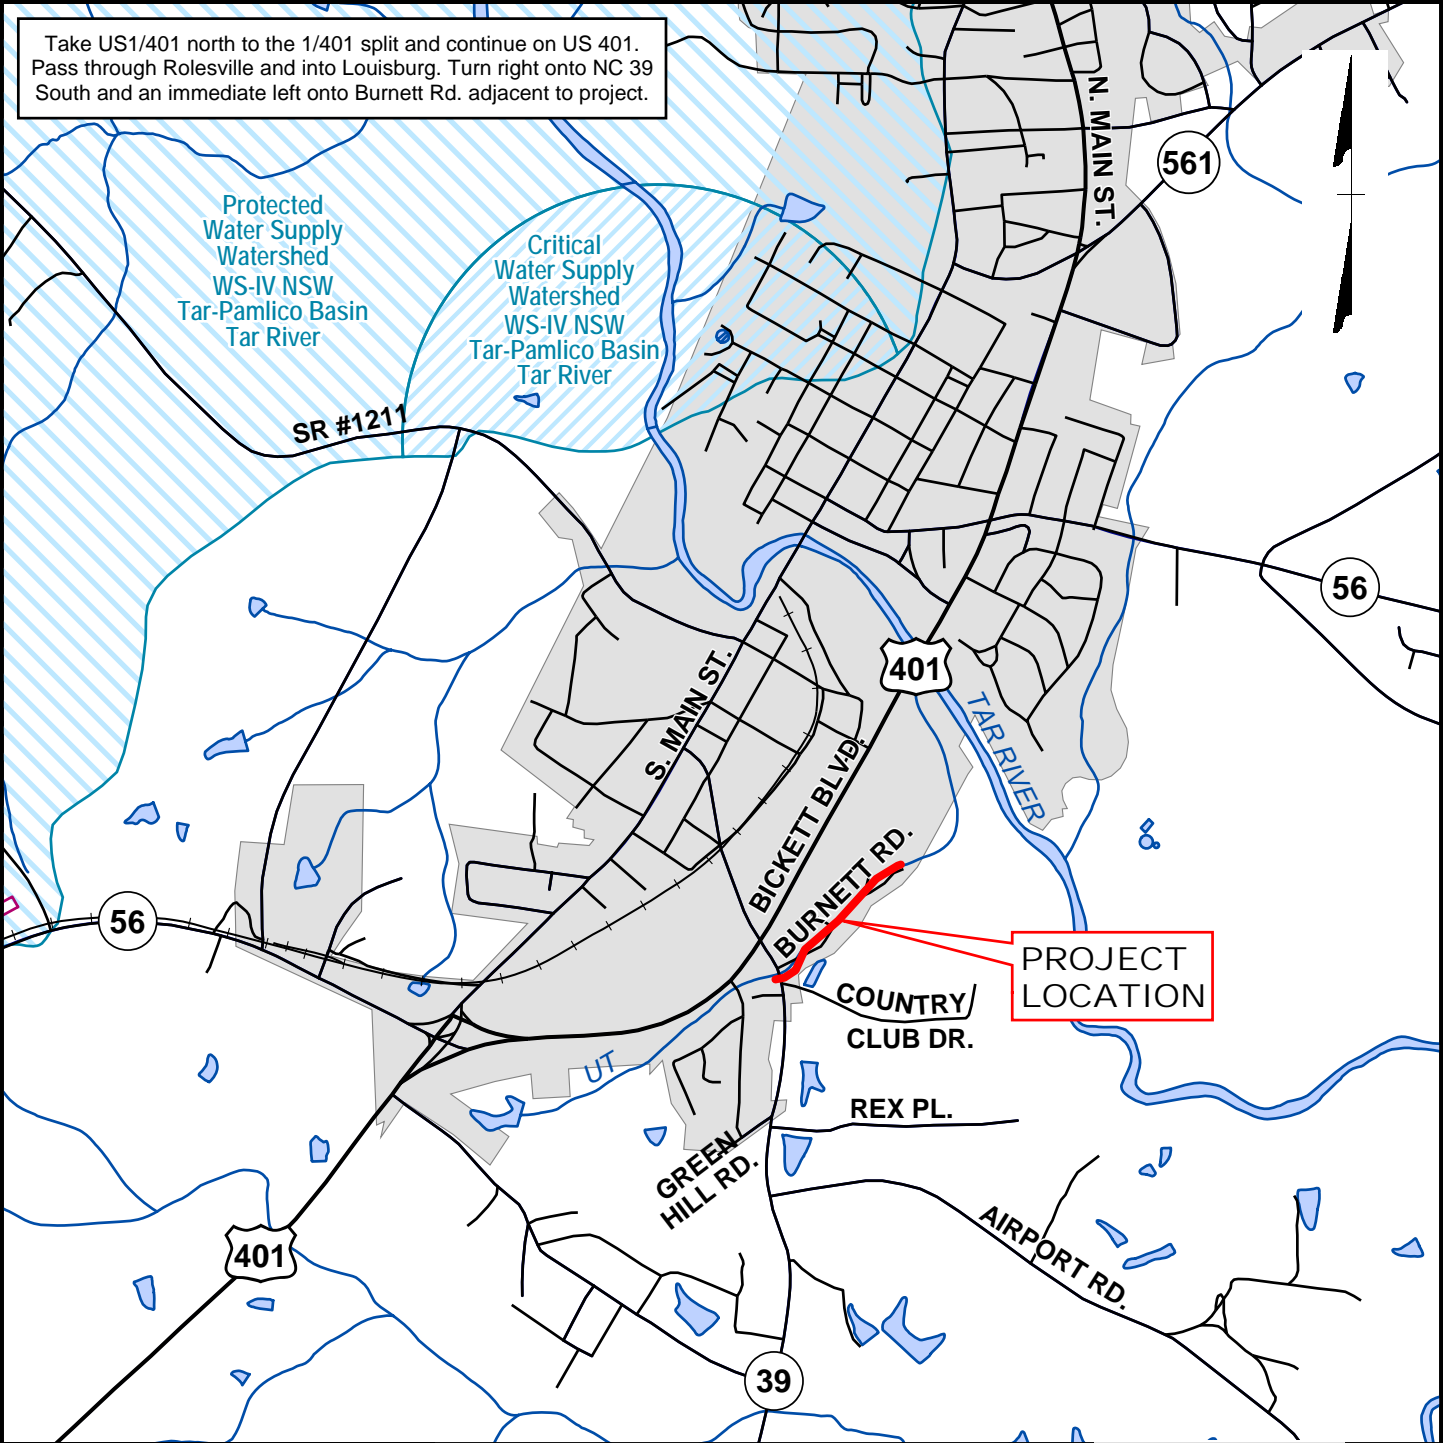 Take US1/401 north to the 1/401 split and continue on US 401.
Pass through Rolesville and into Louisburg. Turn right onto NC 39
South and an immediate left onto Burnett Rd. adjacent to project.
N. MAIN ST.
561
Protected
Water Supply
Watershed
WS-IV NSW
Tar-Pamlico Basin
Tar River
Critical
Water Supply
Watershed
WS-IV NSW
Tar-Pamlico Basin
Tar River
SR #1211
56
401
S. MAIN ST.
TAR RIVER
BICKETT BLVD.
BURNETT RD.
56
PROJECT
LOCATION
COUNTRY
CLUB DR.
UT
REX PL.
GREEN
HILL RD.
AIRPORT RD.
401
39